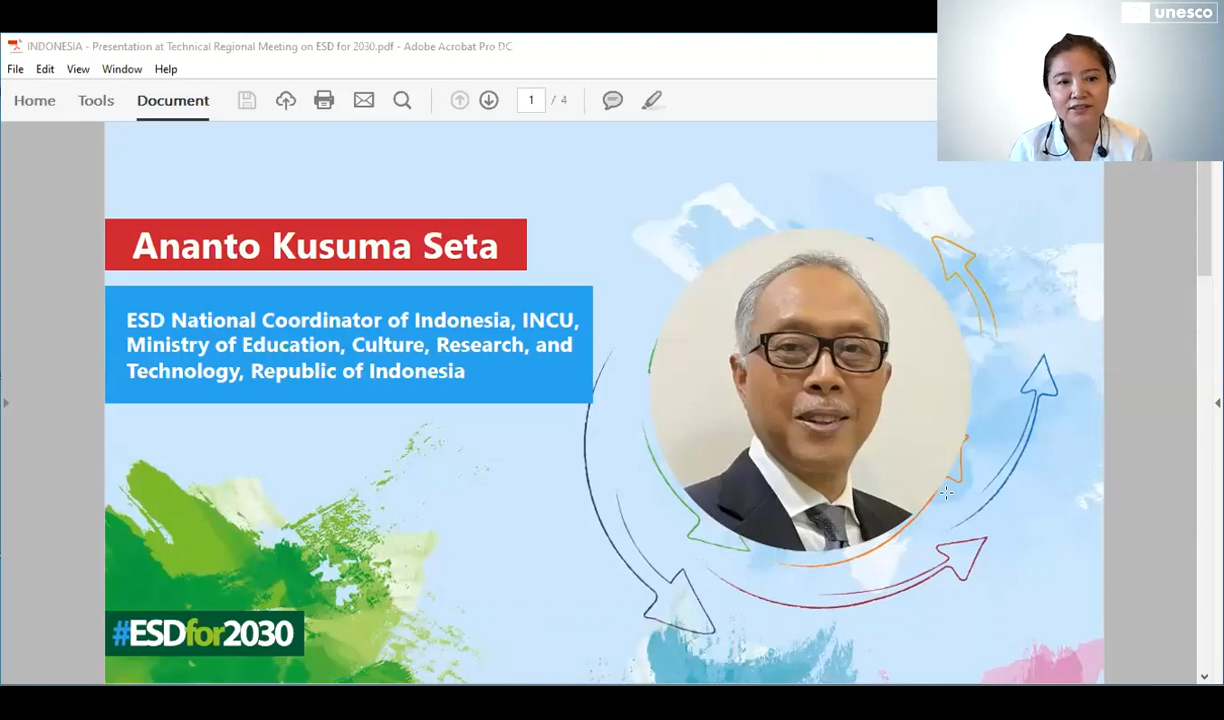 unesco
INDONESIA - Presentation at Technical Regional Meeting on ESD for 2030.pdf - Adobe Acrobat Pro DC
File Edit View Window Help
Home Tools Document 1 / 4
Ananto Kusuma Seta
ESD National Coordinator of Indonesia, INCU,
Ministry of Education, Culture, Research, and
Technology, Republic of Indonesia
#ESDfor2030